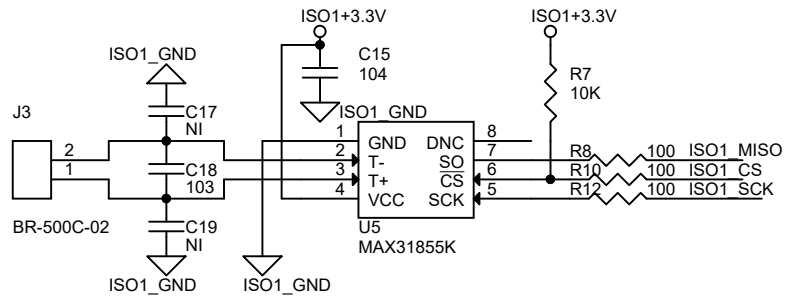 ISO1+3.3V
ISO1+3.3V
ISO1_GND
C15
104
R7
10K
J3
C17
NI
ISO1_GND
1
GND
DNC
8
2
2
T-
SO
7
R8
100
ISO1_MISO
C18
103
1
3
T+
CS
6
R10
100
ISO1_CS
4
VCC
SCK
5
R12
100
ISO1_SCK
BR-500C-02
C19
NI
U5
MAX31855K
ISO1_GND
ISO1_GND